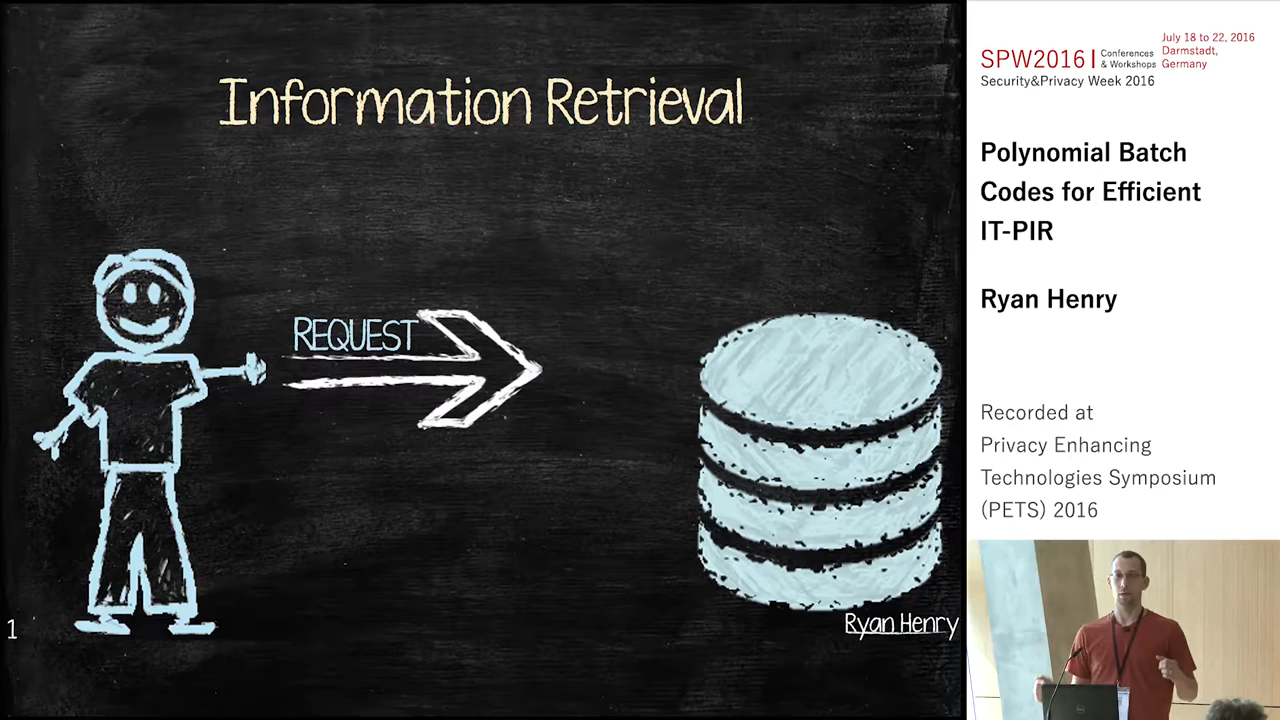 Information Retrieval
REQUEST
1
Ryan Henry
SPW2016 | Conferences & Workshops
July 18 to 22, 2016
Darmstadt,
Germany
Security&Privacy Week 2016
Polynomial Batch
Codes for Efficient
IT-PIR
Ryan Henry
Recorded at
Privacy Enhancing
Technologies Symposium
(PETS) 2016